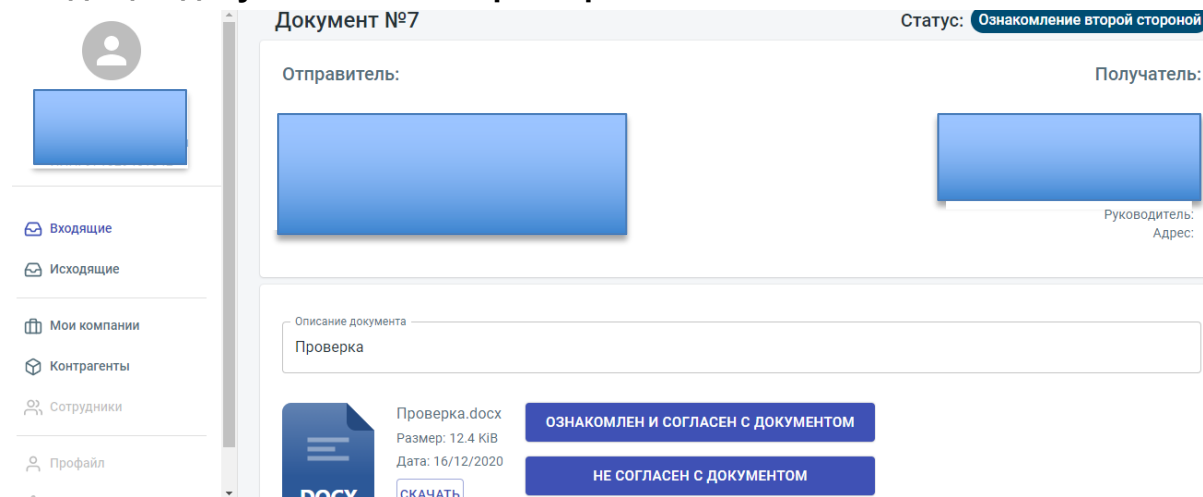 Документ №7
Статус: Ознакомление второй стороной
Отправитель:
Получатель:
Руководитель:
Адрес:
Входящие
Исходящие
Мои компании
Контрагенты
Сотрудники
Профайл
Описание документа
Проверка
Проверка.docx
Размер: 12.4 KiB
Дата: 16/12/2020
СКАЧАТЬ
DOCX
ОЗНАКОМЛЕН И СОГЛАСЕН С ДОКУМЕНТОМ
НЕ СОГЛАСЕН С ДОКУМЕНТОМ